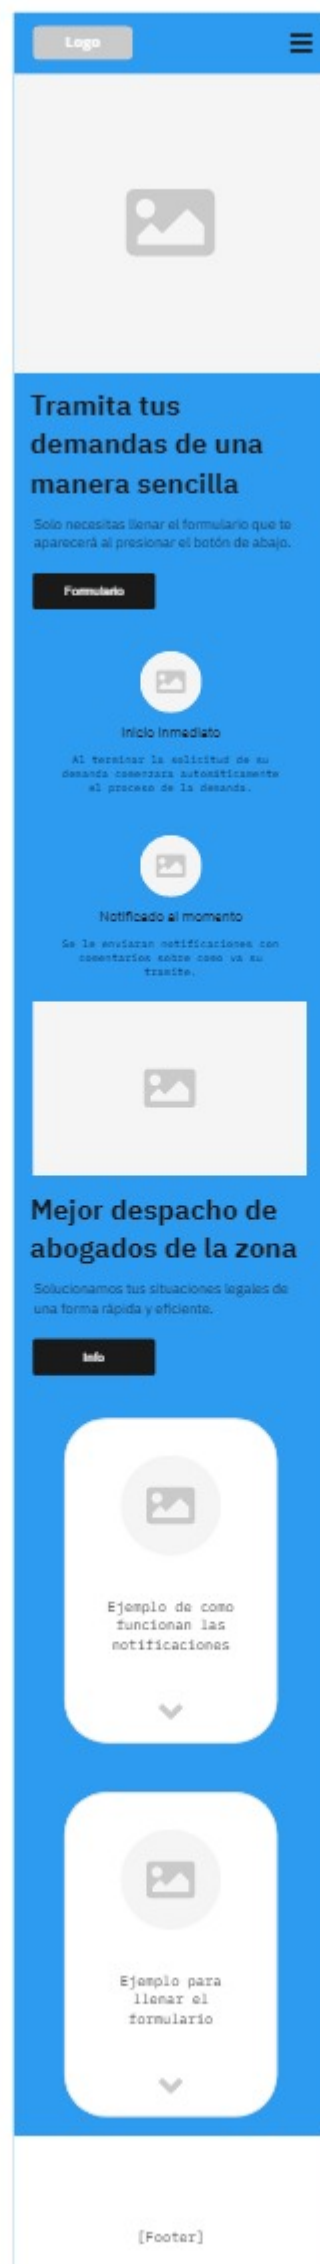 Logo
Tramita tus
demandas de una
manera sencilla
Solo necesitas llenar el formulario que te
aparecerá al presionar el botón de abajo.
Formulario
Inicio Inmediato
Al terminar la solicitud de su
demanda comenzara automáticamente
el proceso de la demanda.
Notificado al momento
Se le enviaran notificaciones con
comentarios sobre como va su
tramite.
Mejor despacho de
abogados de la zona
Solucionamos tus situaciones legales de
una forma rápida y eficiente.
Info
Ejemplo de como
funcionan las
notificaciones
Ejemplo para
llenar el
formulario
[Footer]